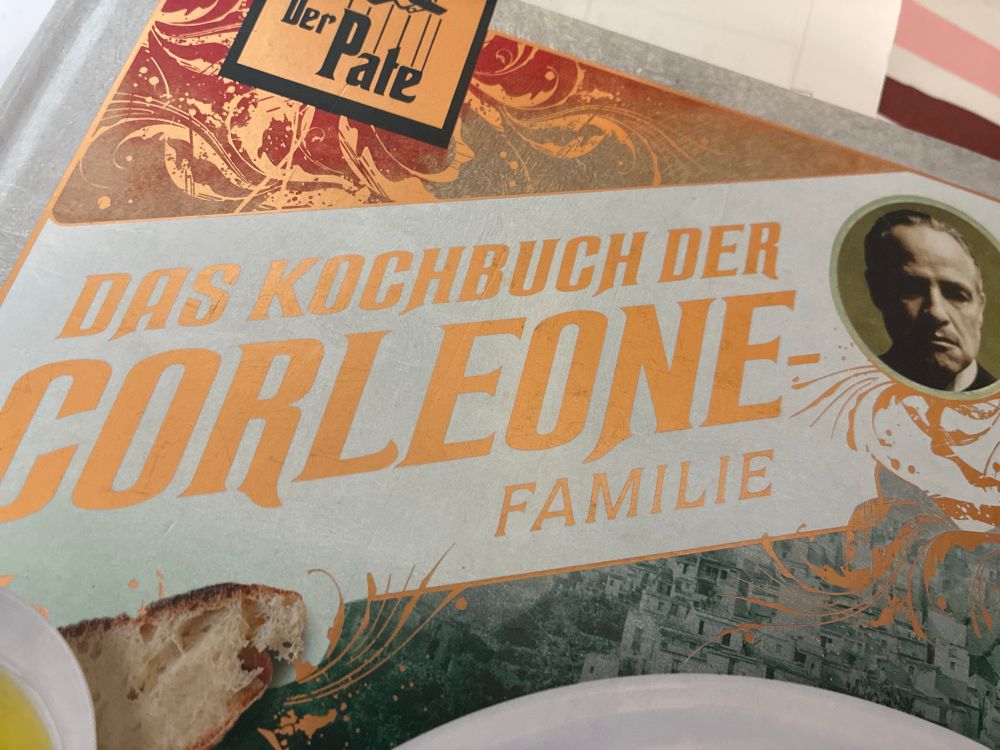 Der
Pate
DAS KOCHBUCH DER
CORLEONE-
FAMILIE